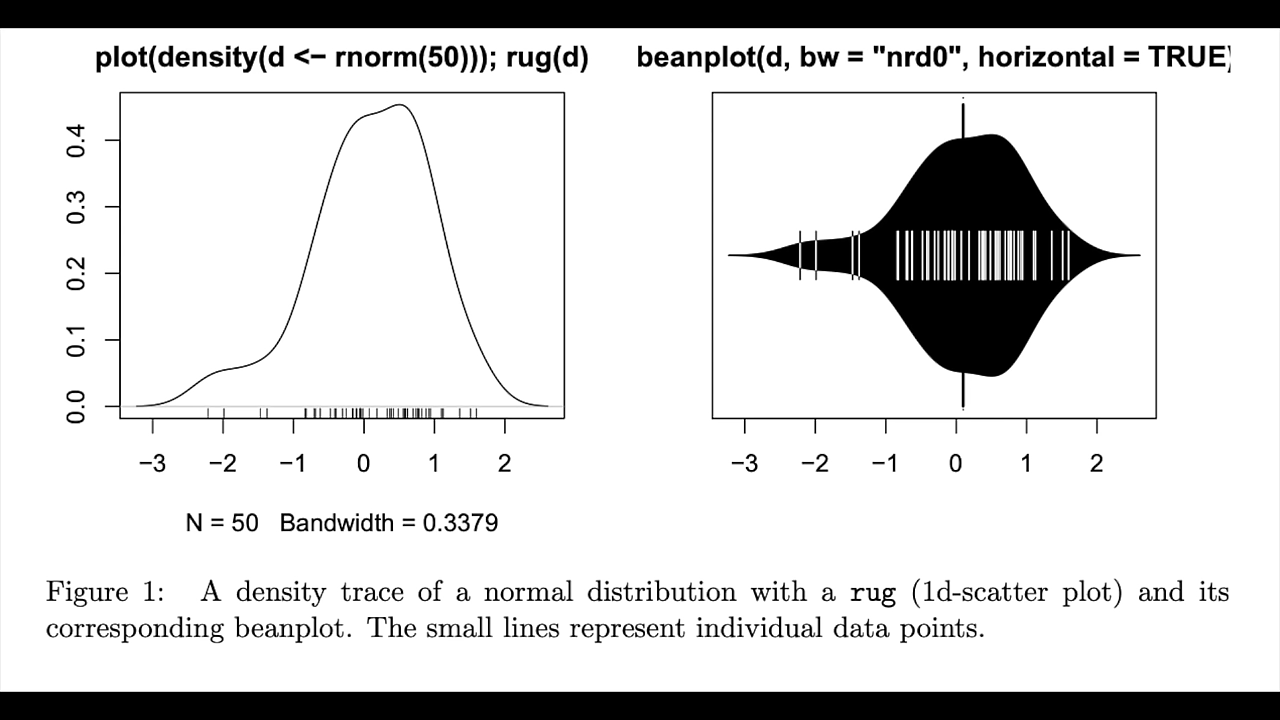 plot(density(d <− rnorm(50))); rug(d)
beanplot(d, bw = "nrd0", horizontal = TRUE)
0.4
0.3
0.2
0.1
0.0
−3 −2 −1 0 1 2
−3 −2 −1 0 1 2
N = 50 Bandwidth = 0.3379
Figure 1: A density trace of a normal distribution with a rug (1d-scatter plot) and its
corresponding beanplot. The small lines represent individual data points.